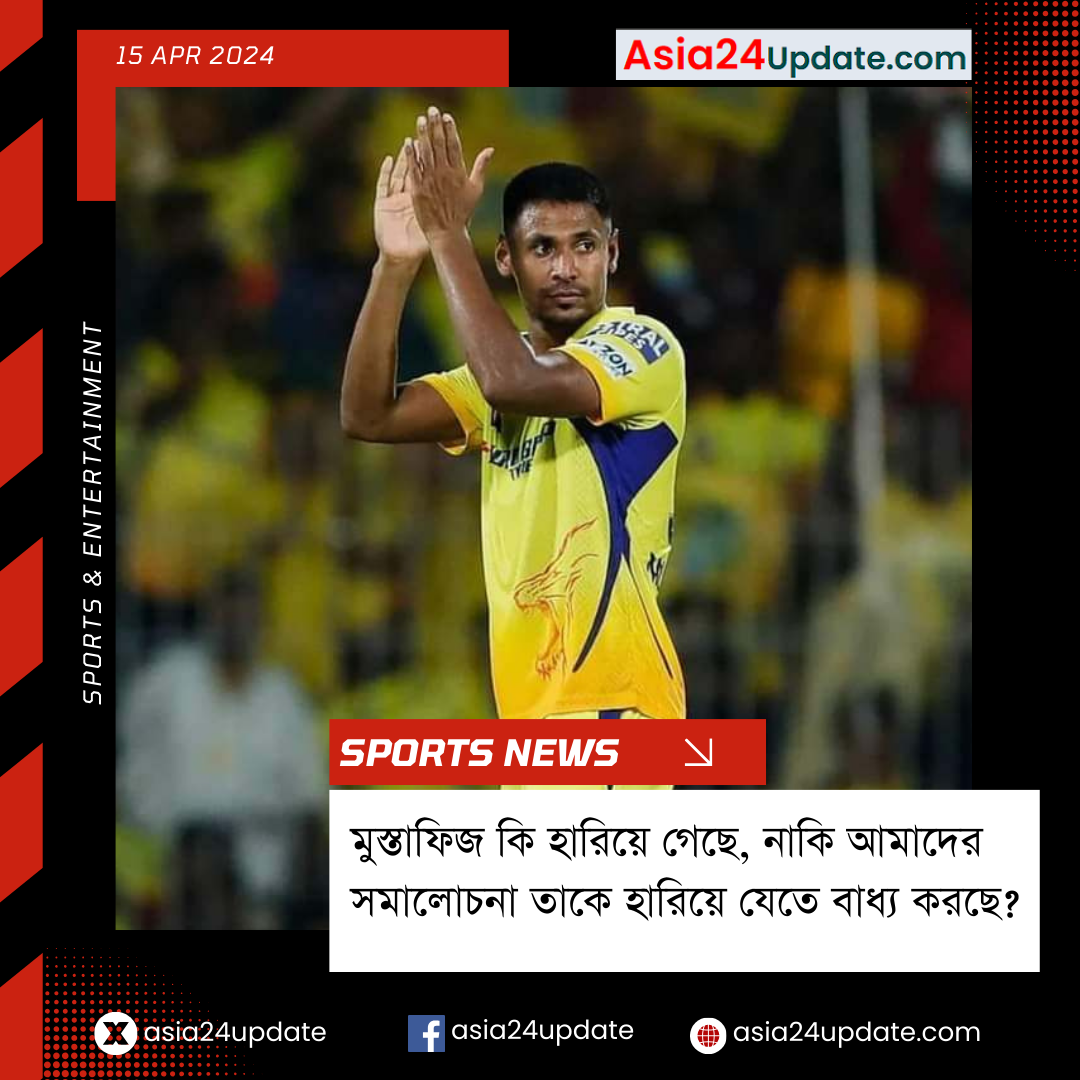 15 APR 2024
Asia24Update.com
SPORTS & ENTERTAINMENT
SPORTS NEWS
মুস্তাফিজ কি হারিয়ে গেছে, নাকি আমাদের
সমালোচনা তাকে হারিয়ে যেতে বাধ্য করছে?
asia24update
asia24update
asia24update.com